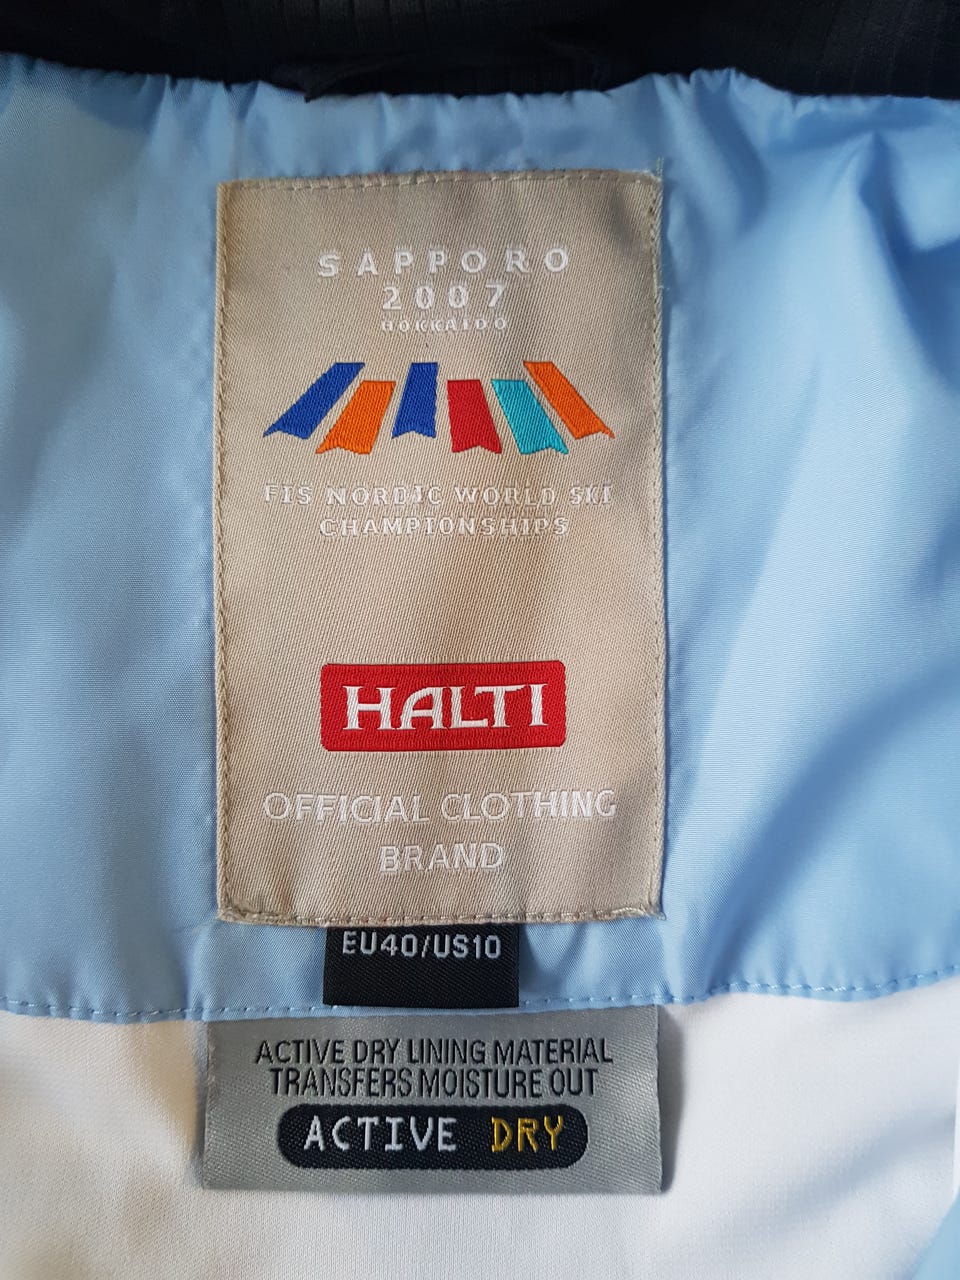 SAPPORO
2007
HOKKAIDO
FIS NORDIC WORLD SKI
CHAMPIONSHIPS
HALTI
OFFICIAL CLOTHING
BRAND
EU40/US10
ACTIVE DRY LINING MATERIAL
TRANSFERS MOISTURE OUT
ACTIVE DRY